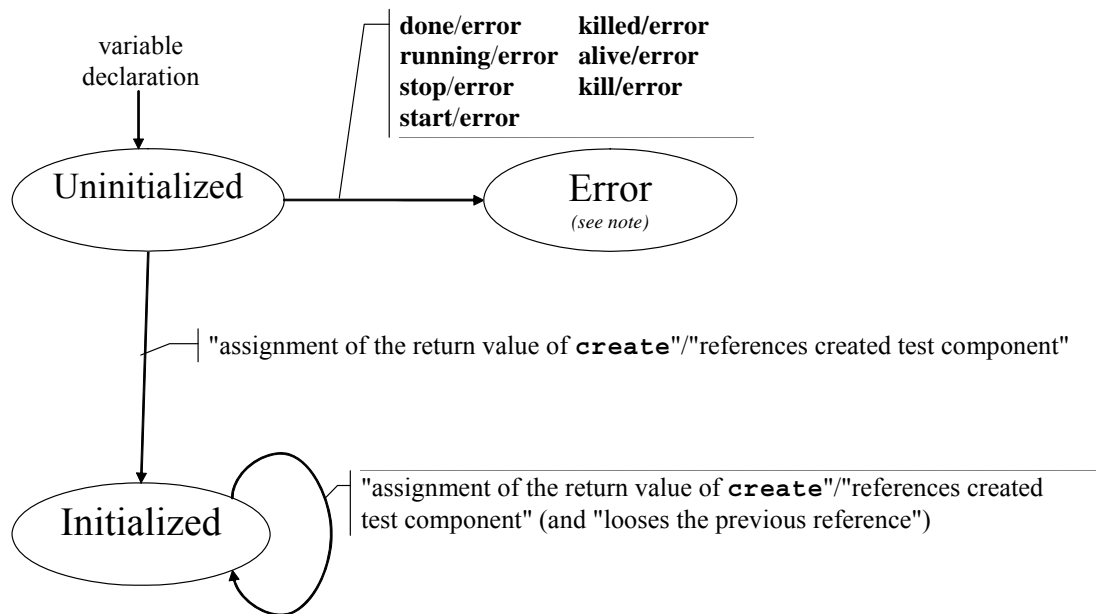 variable
declaration
done/error killed/error
running/error alive/error
stop/error kill/error
start/error
Uninitialized
Error
(see note)
"assignment of the return value of create"/"references created test component"
"assignment of the return value of create"/"references created
test component" (and "looses the previous reference")
Initialized